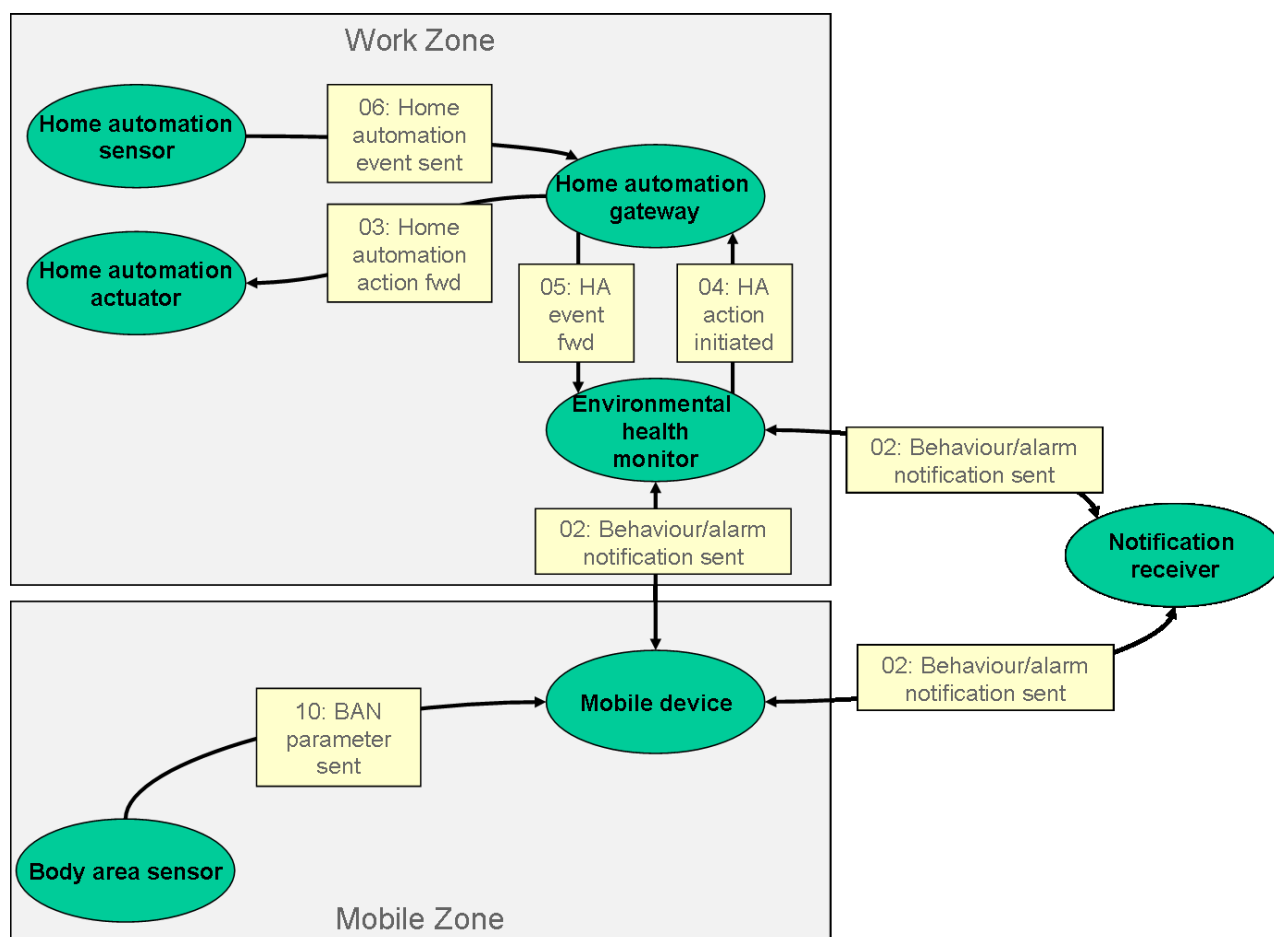 Work Zone
Home automation
sensor
06: Home
automation
event sent
Home automation
gateway
03: Home
automation
action fwd
Home automation
actuator
05: HA
event
fwd
04: HA
action
initiated
Environmental
health
monitor
02: Behaviour/alarm
notification sent
02: Behaviour/alarm
notification sent
Notification
receiver
02: Behaviour/alarm
notification sent
Mobile device
10: BAN
parameter
sent
Body area sensor
Mobile Zone